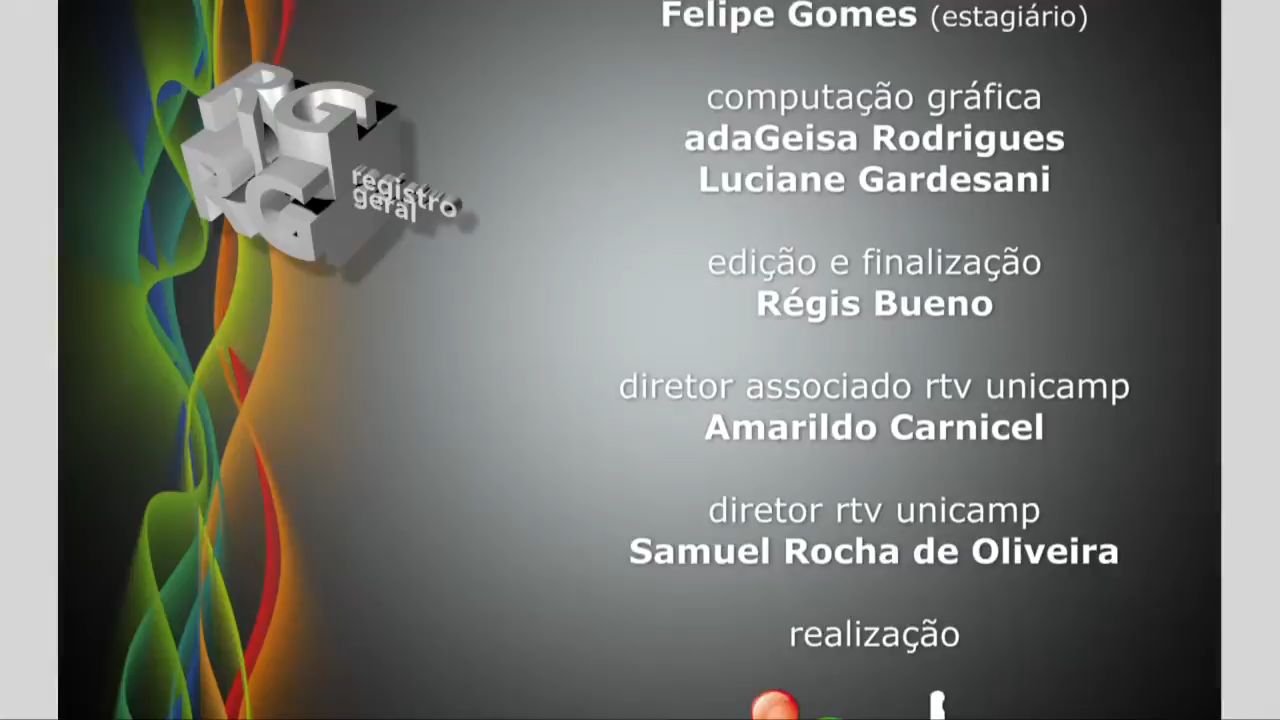 Felipe Gomes (estagiário)
RG
RG
registro
geral
computação gráfica
adaGeisa Rodrigues
Luciane Gardesani
edição e finalização
Régis Bueno
diretor associado rtv unicamp
Amarildo Carnicel
diretor rtv unicamp
Samuel Rocha de Oliveira
realização